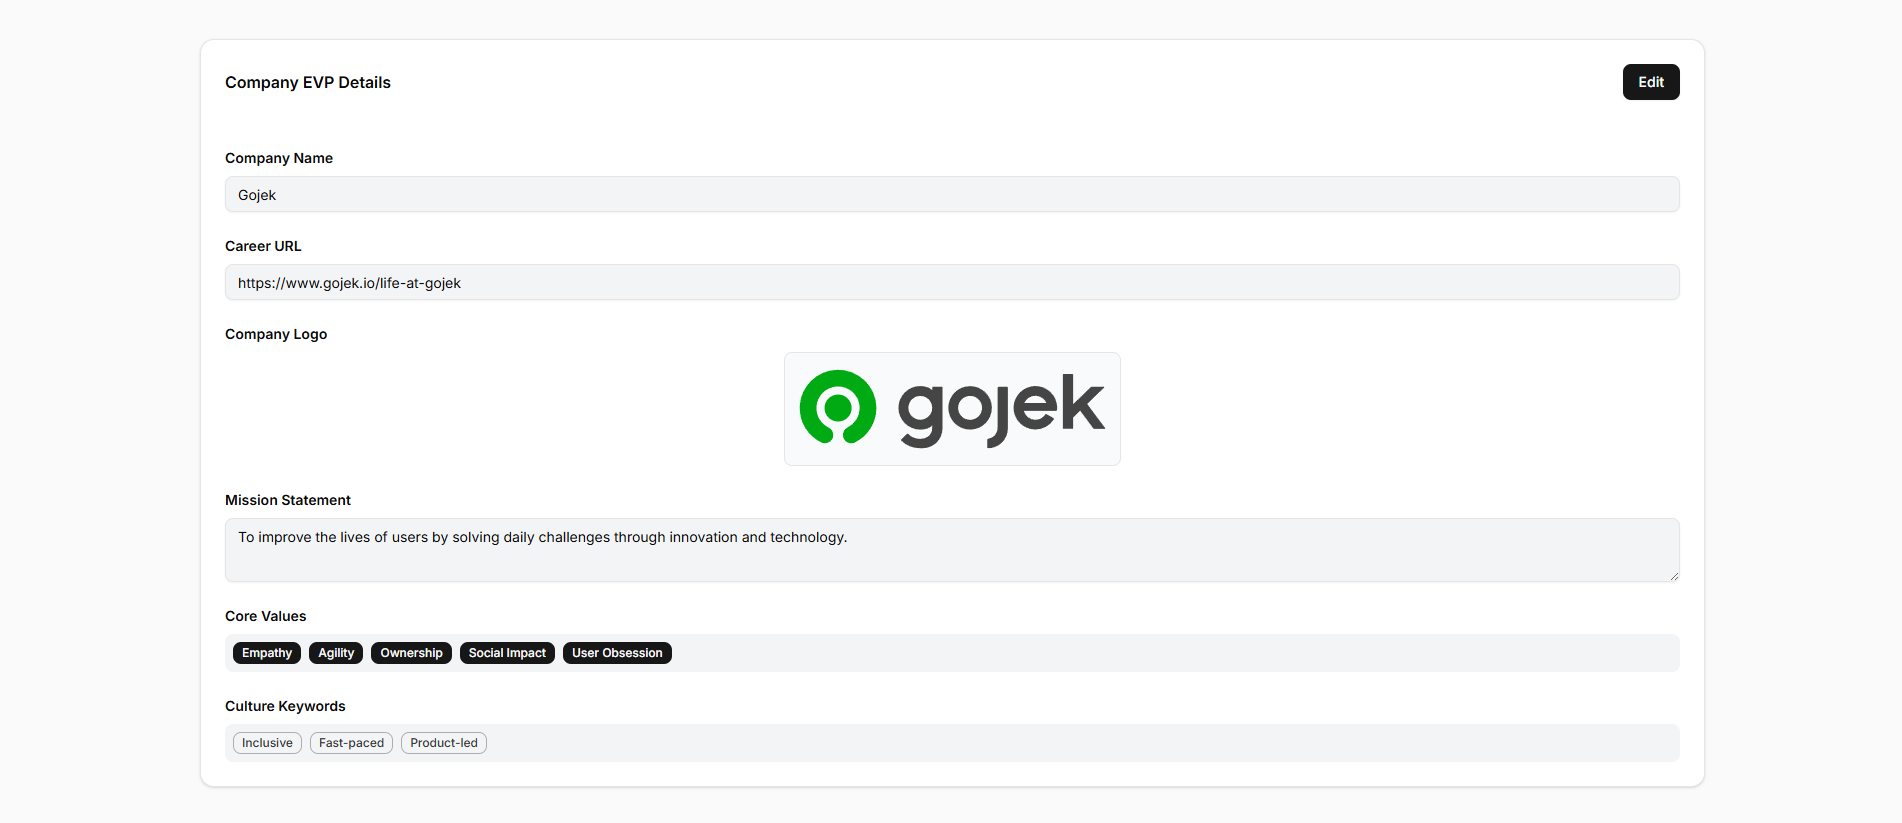 Company EVP Details
Edit
Company Name
Gojek
Career URL
https://www.gojek.io/life-at-gojek
Company Logo
gojek
Mission Statement
To improve the lives of users by solving daily challenges through innovation and technology.
Core Values
Empathy Agility Ownership Social Impact User Obsession
Culture Keywords
Inclusive Fast-paced Product-led